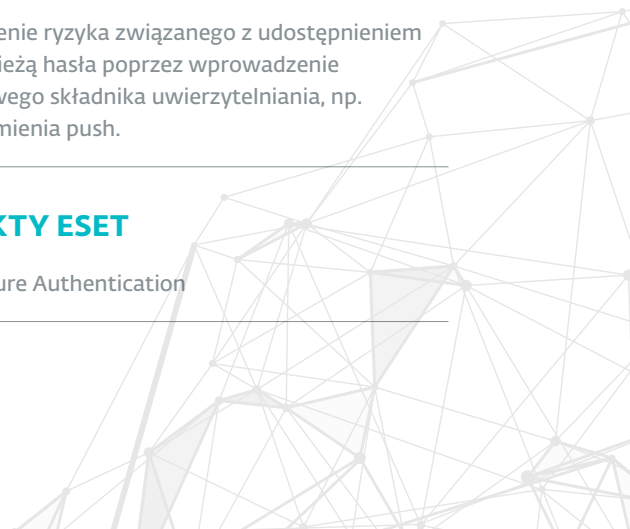 enie ryzyka związanego z udostępnieniem
ieżą hasła poprzez wprowadzenie
wego składnika uwierzytelniania, np.
mienia push.
KTY ESET
ure Authentication